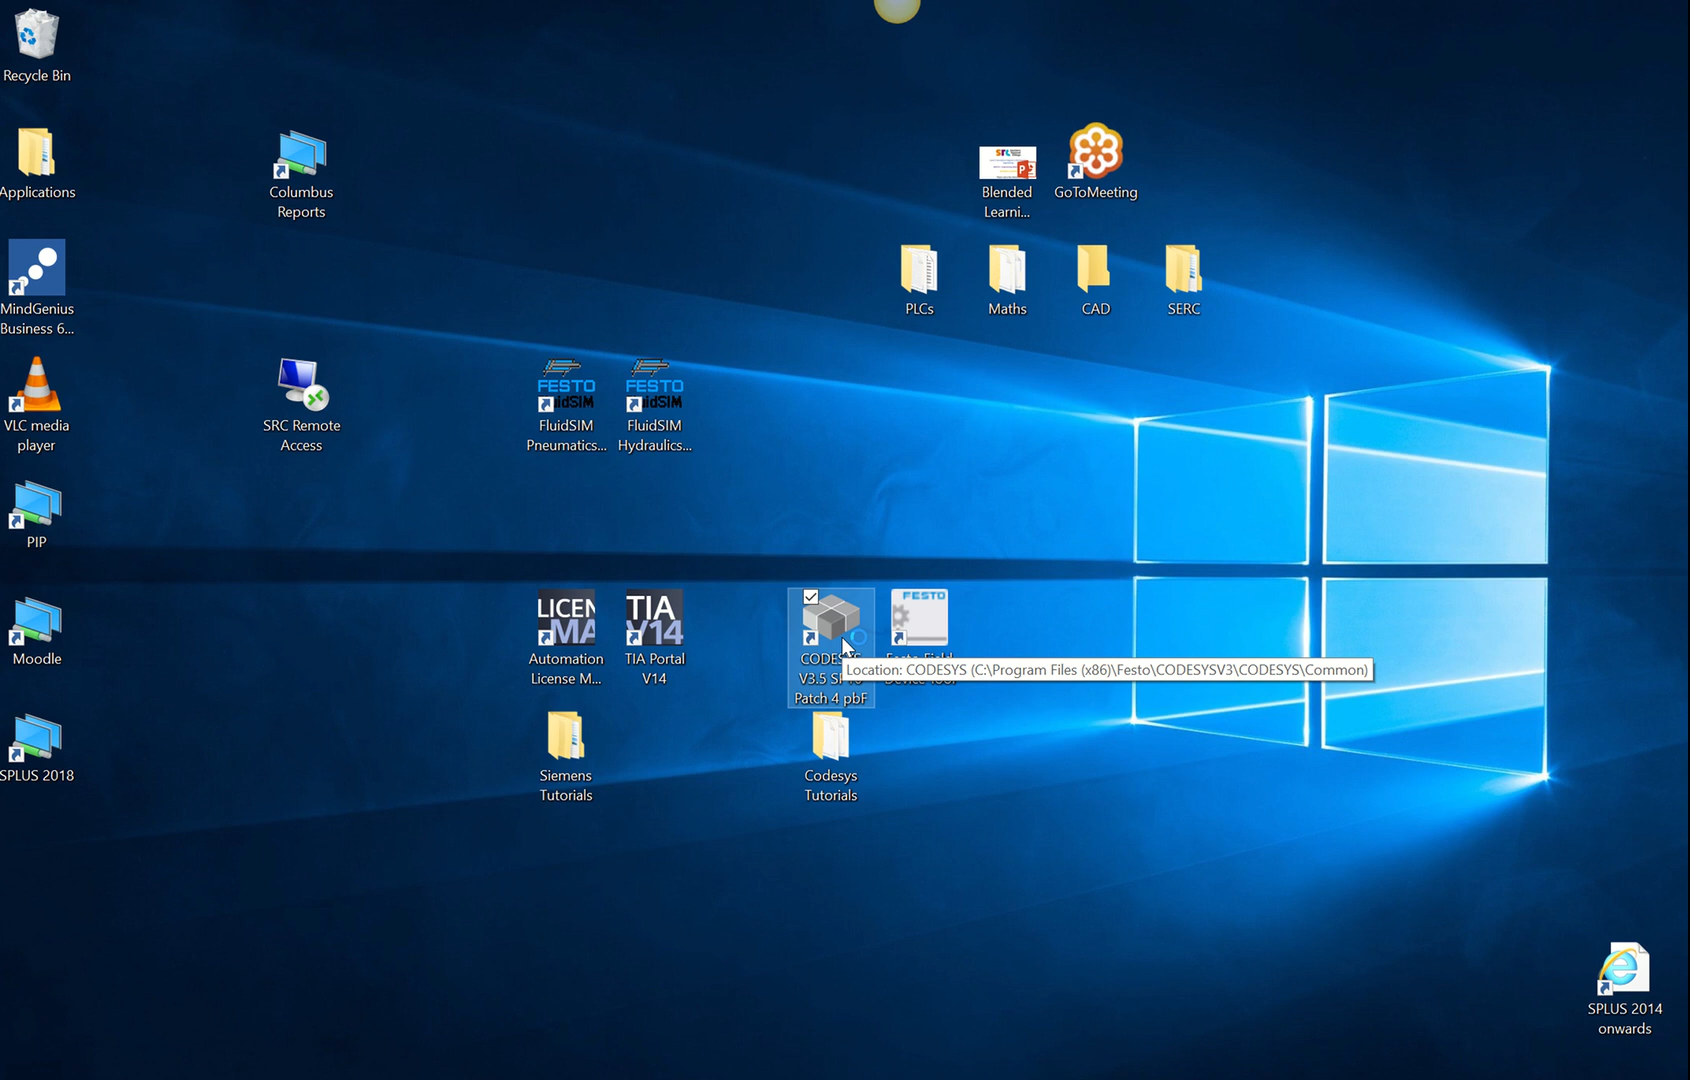 Recycle Bin
Applications
Columbus
Reports
Blended
Learni...
GoToMeeting
MindGenius
Business 6...
PLCs
Maths
CAD
SERC
VLC media
player
SRC Remote
Access
FESTO
FluidSIM
Pneumatics...
FESTO
FluidSIM
Hydraulics...
PIP
Moodle
LICEN
MA
Automation
License M...
TIA
V14
TIA Portal
V14
CODESYS
V3.5 SP
Patch 4 pbF
FESTO
Location: CODESYS (C:\Program Files (x86)\Festo\CODESYSV3\CODESYS\Common)
SPLUS 2018
Siemens
Tutorials
Codesys
Tutorials
SPLUS 2014
onwards